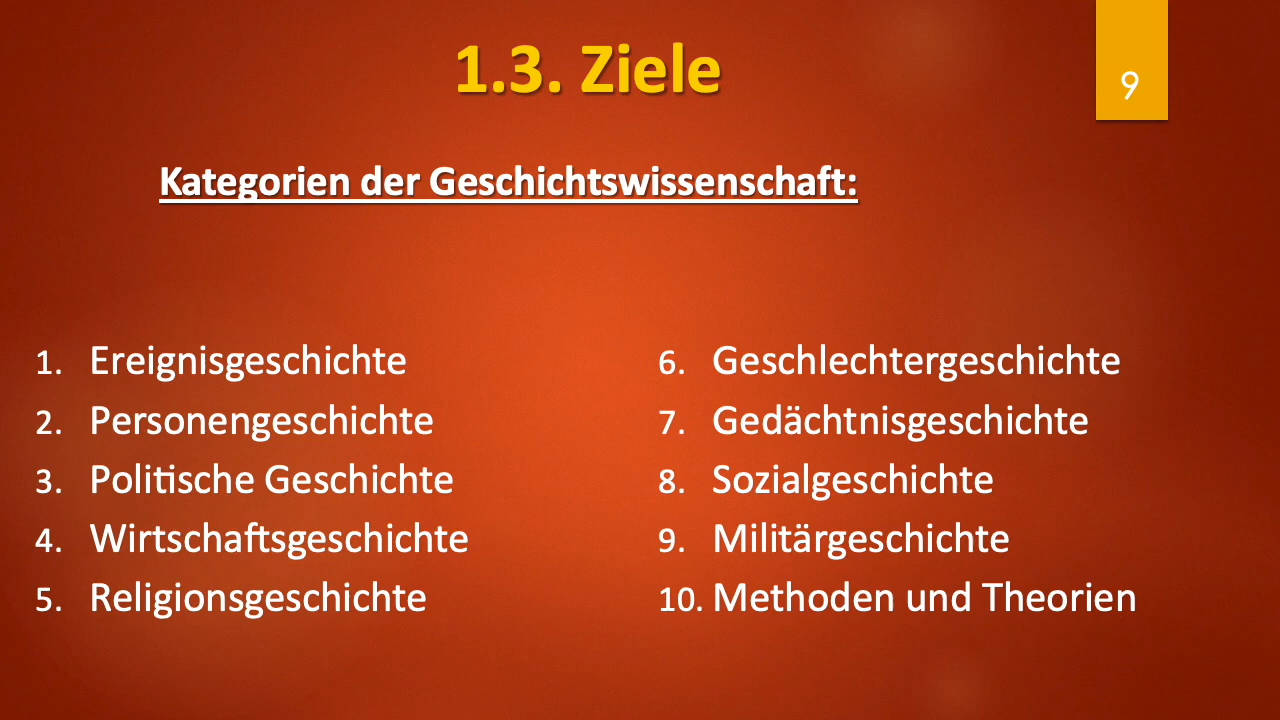 1.3. Ziele
9
Kategorien der Geschichtswissenschaft:
1. Ereignisgeschichte
2. Personengeschichte
3. Politische Geschichte
4. Wirtschaftsgeschichte
5. Religionsgeschichte
6. Geschlechtergeschichte
7. Gedächtnisgeschichte
8. Sozialgeschichte
9. Militärgeschichte
10. Methoden und Theorien